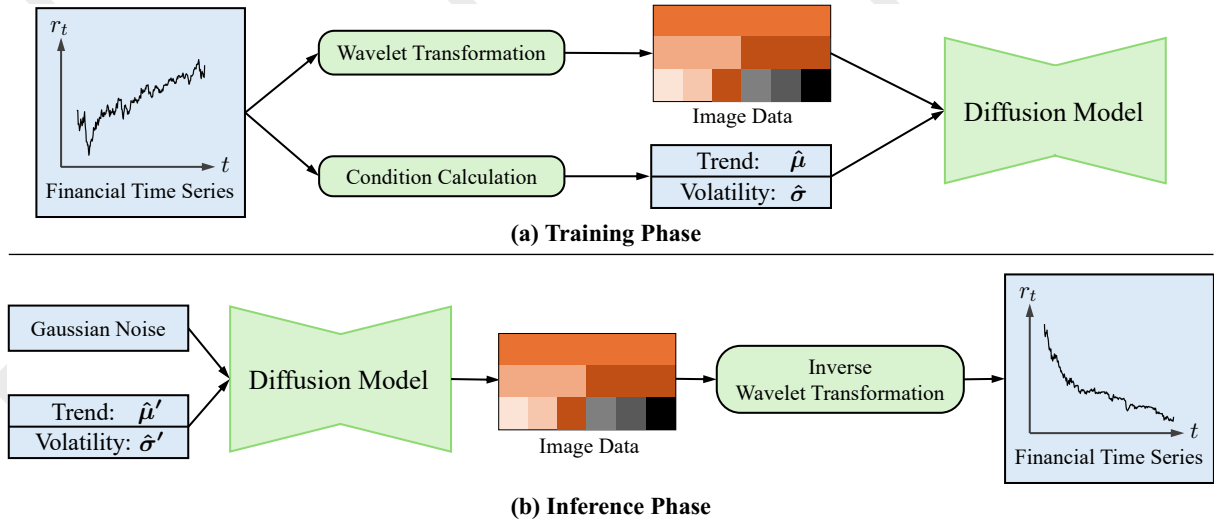 r_t
t
Financial Time Series
Wavelet Transformation
Condition Calculation
Image Data
Trend: μ̂
Volatility: σ̂
Diffusion Model
(a) Training Phase
Gaussian Noise
Trend: μ̂′
Volatility: σ̂′
Diffusion Model
Image Data
Inverse
Wavelet Transformation
r_t
t
Financial Time Series
(b) Inference Phase